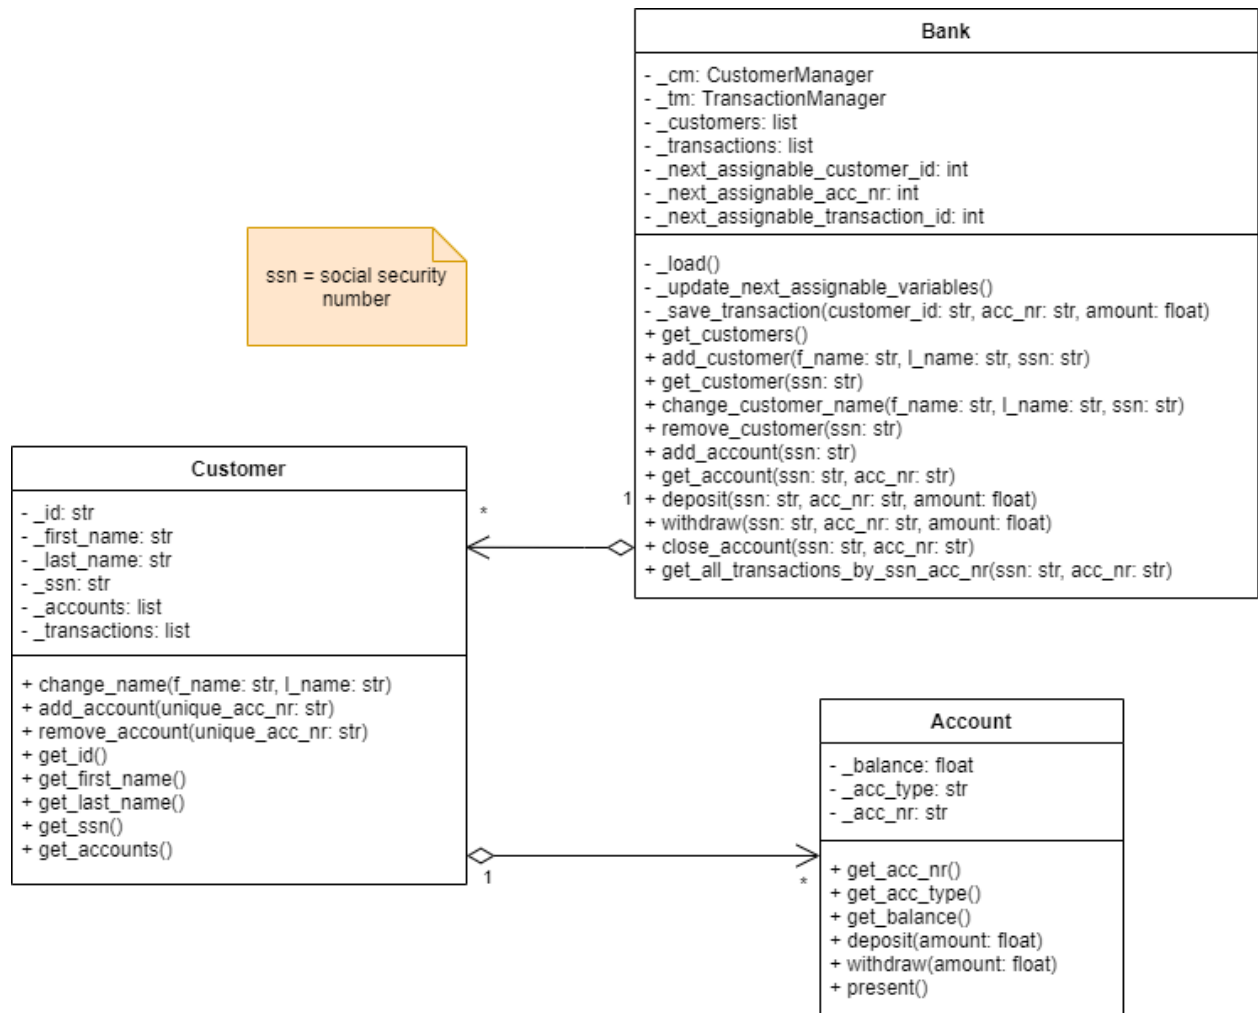 Bank
- _cm: CustomerManager
- _tm: TransactionManager
- _customers: list
- _transactions: list
- _next_assignable_customer_id: int
- _next_assignable_acc_nr: int
- _next_assignable_transaction_id: int
- _load()
- _update_next_assignable_variables()
- _save_transaction(customer_id: str, acc_nr: str, amount: float)
+ get_customers()
+ add_customer(f_name: str, l_name: str, ssn: str)
+ get_customer(ssn: str)
+ change_customer_name(f_name: str, l_name: str, ssn: str)
+ remove_customer(ssn: str)
+ add_account(ssn: str)
+ get_account(ssn: str, acc_nr: str)
+ deposit(ssn: str, acc_nr: str, amount: float)
+ withdraw(ssn: str, acc_nr: str, amount: float)
+ close_account(ssn: str, acc_nr: str)
+ get_all_transactions_by_ssn_acc_nr(ssn: str, acc_nr: str)
ssn = social security
number
Customer
- _id: str
- _first_name: str
- _last_name: str
- _ssn: str
- _accounts: list
- _transactions: list
+ change_name(f_name: str, l_name: str)
+ add_account(unique_acc_nr: str)
+ remove_account(unique_acc_nr: str)
+ get_id()
+ get_first_name()
+ get_last_name()
+ get_ssn()
+ get_accounts()
*
1
1
*
Account
- _balance: float
- _acc_type: str
- _acc_nr: str
+ get_acc_nr()
+ get_acc_type()
+ get_balance()
+ deposit(amount: float)
+ withdraw(amount: float)
+ present()